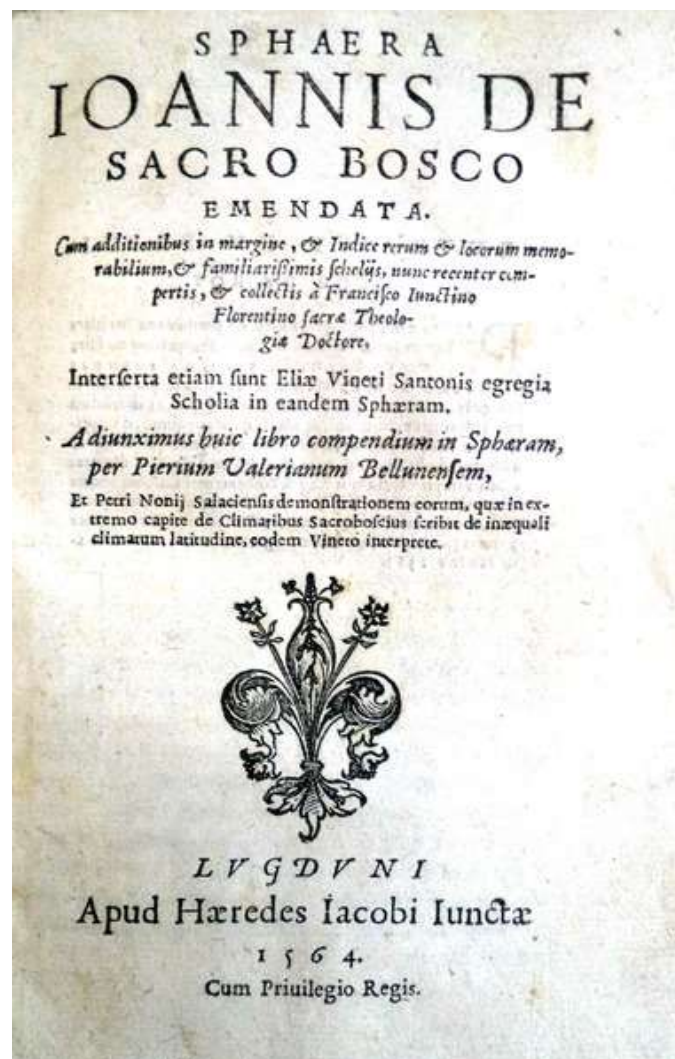 SPHAERA
IOANNIS DE
SACRO BOSCO
EMENDATA.
Cum additionibus in margine, & Indice rerum & locorum memo-
rabilium, & familiarißimis scholijs, nunc recenter com-
pertis, & collectis à Francisco Iunctino
Florentino sacræ Theolo-
giæ Doctore,
Interserta etiam sunt Eliæ Vineti Santonis egregia
Scholia in eandem Sphæram.
Adiunximus huic libro compendium in Sphæram,
per Pierium Valerianum Bellunensem,
Et Petri Nonij Salaciensis demonstrationem eorum, quæ in ex-
tremo capite de Climatibus Sacroboscius scribit de inæquali
climatum latitudine, eodem Vineto interprete.
LVGDVNI
Apud Hæredes Iacobi Iunctæ
1564.
Cum Priuilegio Regis.